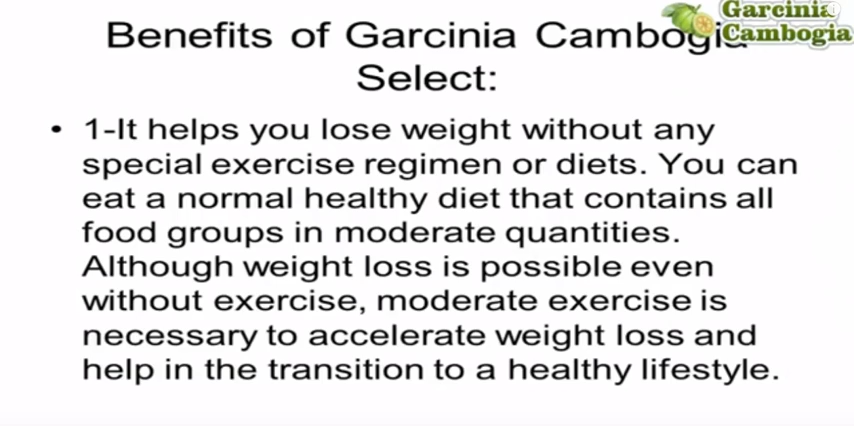 Garcinia
Cambogia
Benefits of Garcinia Cambogia
Select:
• 1-It helps you lose weight without any
special exercise regimen or diets. You can
eat a normal healthy diet that contains all
food groups in moderate quantities.
Although weight loss is possible even
without exercise, moderate exercise is
necessary to accelerate weight loss and
help in the transition to a healthy lifestyle.